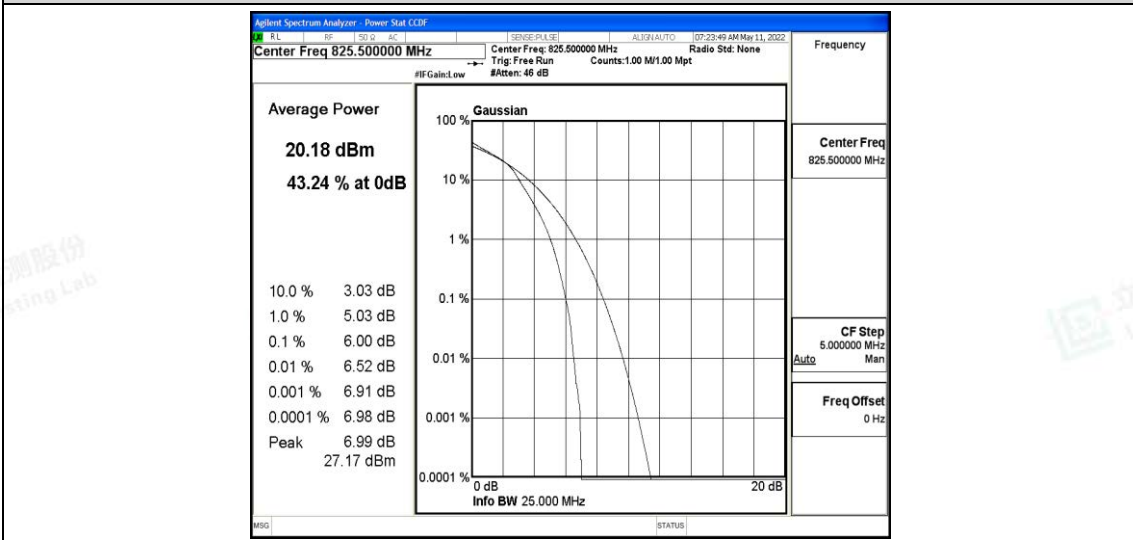 Agilent Spectrum Analyzer - Power Stat CCDF
RL RF 50 Ω AC SENSE:PULSE ALIGN AUTO 07:23:49 AM May 11, 2022
Center Freq 825.500000 MHz
Center Freq: 825.500000 MHz Radio Std: None
Trig: Free Run Counts:1.00 M/1.00 Mpt
#IFGain:Low #Atten: 46 dB
Frequency
Average Power
20.18 dBm
43.24 % at 0dB
10.0 % 3.03 dB
1.0 % 5.03 dB
0.1 % 6.00 dB
0.01 % 6.52 dB
0.001 % 6.91 dB
0.0001 % 6.98 dB
Peak 6.99 dB
27.17 dBm
Gaussian
100 %
10 %
1 %
0.1 %
0.01 %
0.001 %
0.0001 %
0 dB 20 dB
Info BW 25.000 MHz
Center Freq
825.500000 MHz
CF Step
5.000000 MHz
Auto Man
Freq Offset
0 Hz
MSG STATUS
测股份
sting Lab
立